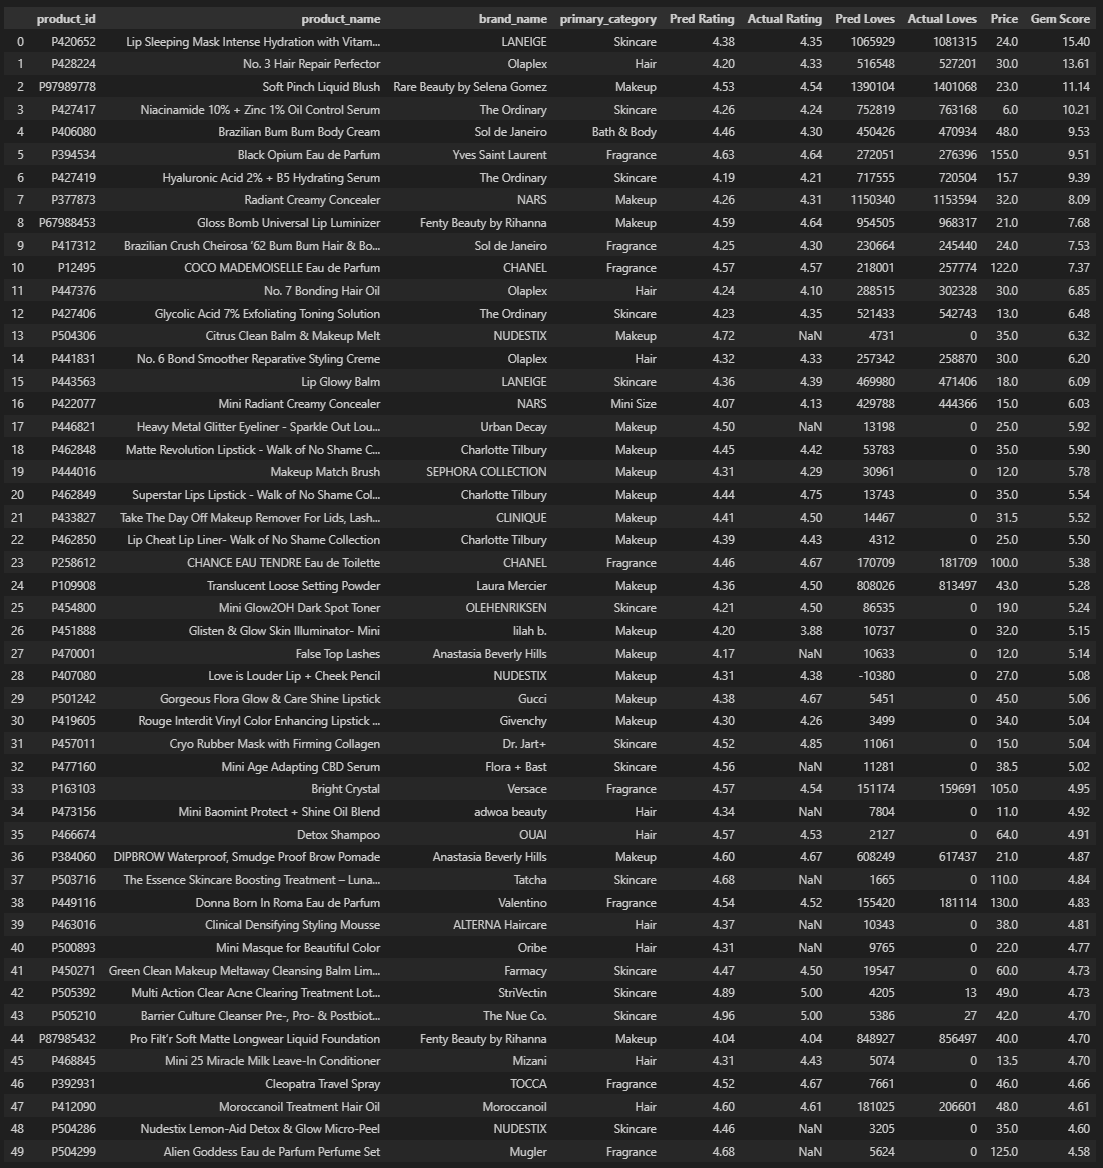 product_id product_name brand_name primary_category Pred Rating Actual Rating Pred Loves Actual Loves Price Gem Score
0 P420652 Lip Sleeping Mask Intense Hydration with Vitam... LANEIGE Skincare 4.38 4.35 1065929 1081315 24.0 15.40
1 P428224 No. 3 Hair Repair Perfector Olaplex Hair 4.20 4.33 516548 527201 30.0 13.61
2 P97989778 Soft Pinch Liquid Blush Rare Beauty by Selena Gomez Makeup 4.53 4.54 1390104 1401068 23.0 11.14
3 P427417 Niacinamide 10% + Zinc 1% Oil Control Serum The Ordinary Skincare 4.26 4.24 752819 763168 6.0 10.21
4 P406080 Brazilian Bum Bum Body Cream Sol de Janeiro Bath & Body 4.46 4.30 450426 470934 48.0 9.53
5 P394534 Black Opium Eau de Parfum Yves Saint Laurent Fragrance 4.63 4.64 272051 276396 155.0 9.51
6 P427419 Hyaluronic Acid 2% + B5 Hydrating Serum The Ordinary Skincare 4.19 4.21 717555 720504 15.7 9.39
7 P377873 Radiant Creamy Concealer NARS Makeup 4.26 4.31 1150340 1153594 32.0 8.09
8 P67988453 Gloss Bomb Universal Lip Luminizer Fenty Beauty by Rihanna Makeup 4.59 4.64 954505 968317 21.0 7.68
9 P417312 Brazilian Crush Cheirosa '62 Bum Bum Hair & Bo... Sol de Janeiro Fragrance 4.25 4.30 230664 245440 24.0 7.53
10 P12495 COCO MADEMOISELLE Eau de Parfum CHANEL Fragrance 4.57 4.57 218001 257774 122.0 7.37
11 P447376 No. 7 Bonding Hair Oil Olaplex Hair 4.24 4.10 288515 302328 30.0 6.85
12 P427406 Glycolic Acid 7% Exfoliating Toning Solution The Ordinary Skincare 4.23 4.35 521433 542743 13.0 6.48
13 P504306 Citrus Clean Balm & Makeup Melt NUDESTIX Makeup 4.72 NaN 4731 0 35.0 6.32
14 P441831 No. 6 Bond Smoother Reparative Styling Creme Olaplex Hair 4.32 4.33 257342 258870 30.0 6.20
15 P443563 Lip Glowy Balm LANEIGE Skincare 4.36 4.39 469980 471406 18.0 6.09
16 P422077 Mini Radiant Creamy Concealer NARS Mini Size 4.07 4.13 429788 444366 15.0 6.03
17 P446821 Heavy Metal Glitter Eyeliner - Sparkle Out Lou... Urban Decay Makeup 4.50 NaN 13198 0 25.0 5.92
18 P462848 Matte Revolution Lipstick - Walk of No Shame C... Charlotte Tilbury Makeup 4.45 4.42 53783 0 35.0 5.90
19 P444016 Makeup Match Brush SEPHORA COLLECTION Makeup 4.31 4.29 30961 0 12.0 5.78
20 P462849 Superstar Lips Lipstick - Walk of No Shame Col... Charlotte Tilbury Makeup 4.44 4.75 13743 0 35.0 5.54
21 P433827 Take The Day Off Makeup Remover For Lids, Lash... CLINIQUE Makeup 4.41 4.50 14467 0 31.5 5.52
22 P462850 Lip Cheat Lip Liner- Walk of No Shame Collection Charlotte Tilbury Makeup 4.39 4.43 4312 0 25.0 5.50
23 P258612 CHANCE EAU TENDRE Eau de Toilette CHANEL Fragrance 4.46 4.67 170709 181709 100.0 5.38
24 P109908 Translucent Loose Setting Powder Laura Mercier Makeup 4.36 4.50 808026 813497 43.0 5.28
25 P454800 Mini Glow2OH Dark Spot Toner OLEHENRIKSEN Skincare 4.21 4.50 86535 0 19.0 5.24
26 P451888 Glisten & Glow Skin Illuminator- Mini lilah b. Makeup 4.20 3.88 10737 0 32.0 5.15
27 P470001 False Top Lashes Anastasia Beverly Hills Makeup 4.17 NaN 10633 0 12.0 5.14
28 P407080 Love is Louder Lip + Cheek Pencil NUDESTIX Makeup 4.31 4.38 -10380 0 27.0 5.08
29 P501242 Gorgeous Flora Glow & Care Shine Lipstick Gucci Makeup 4.38 4.67 5451 0 45.0 5.06
30 P419605 Rouge Interdit Vinyl Color Enhancing Lipstick ... Givenchy Makeup 4.30 4.26 3499 0 34.0 5.04
31 P457011 Cryo Rubber Mask with Firming Collagen Dr. Jart+ Skincare 4.52 4.85 11061 0 15.0 5.04
32 P477160 Mini Age Adapting CBD Serum Flora + Bast Skincare 4.56 NaN 11281 0 38.5 5.02
33 P163103 Bright Crystal Versace Fragrance 4.57 4.54 151174 159691 105.0 4.95
34 P473156 Mini Baomint Protect + Shine Oil Blend adwoa beauty Hair 4.34 NaN 7804 0 11.0 4.92
35 P466674 Detox Shampoo OUAI Hair 4.57 4.53 2127 0 64.0 4.91
36 P384060 DIPBROW Waterproof, Smudge Proof Brow Pomade Anastasia Beverly Hills Makeup 4.60 4.67 608249 617437 21.0 4.87
37 P503716 The Essence Skincare Boosting Treatment – Luna... Tatcha Skincare 4.68 NaN 1665 0 110.0 4.84
38 P449116 Donna Born In Roma Eau de Parfum Valentino Fragrance 4.54 4.52 155420 181114 130.0 4.83
39 P463016 Clinical Densifying Styling Mousse ALTERNA Haircare Hair 4.37 NaN 10343 0 38.0 4.81
40 P500893 Mini Masque for Beautiful Color Oribe Hair 4.31 NaN 9765 0 22.0 4.77
41 P450271 Green Clean Makeup Meltaway Cleansing Balm Lim... Farmacy Skincare 4.47 4.50 19547 0 60.0 4.73
42 P505392 Multi Action Clear Acne Clearing Treatment Lot... StriVectin Skincare 4.89 5.00 4205 13 49.0 4.73
43 P505210 Barrier Culture Cleanser Pre-, Pro- & Postbiot... The Nue Co. Skincare 4.96 5.00 5386 27 42.0 4.70
44 P87985432 Pro Filt'r Soft Matte Longwear Liquid Foundation Fenty Beauty by Rihanna Makeup 4.04 4.04 848927 856497 40.0 4.70
45 P468845 Mini 25 Miracle Milk Leave-In Conditioner Mizani Hair 4.31 4.43 5074 0 13.5 4.70
46 P392931 Cleopatra Travel Spray TOCCA Fragrance 4.52 4.67 7661 0 46.0 4.66
47 P412090 Moroccanoil Treatment Hair Oil Moroccanoil Hair 4.60 4.61 181025 206601 48.0 4.61
48 P504286 Nudestix Lemon-Aid Detox & Glow Micro-Peel NUDESTIX Skincare 4.46 NaN 3205 0 35.0 4.60
49 P504299 Alien Goddess Eau de Parfum Perfume Set Mugler Fragrance 4.68 NaN 5624 0 125.0 4.58